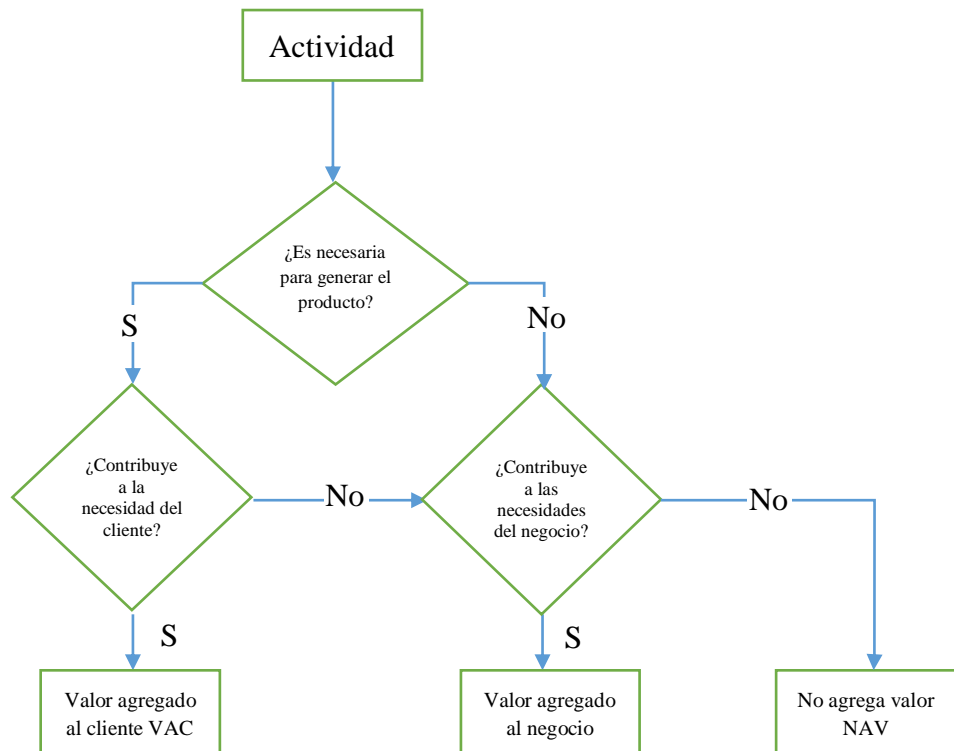 Actividad
¿Es necesaria
para generar el
producto?
S
No
¿Contribuye
a la
necesidad del
cliente?
No
¿Contribuye
a las
necesidades
del negocio?
No
S
S
Valor agregado
al cliente VAC
Valor agregado
al negocio
No agrega valor
NAV